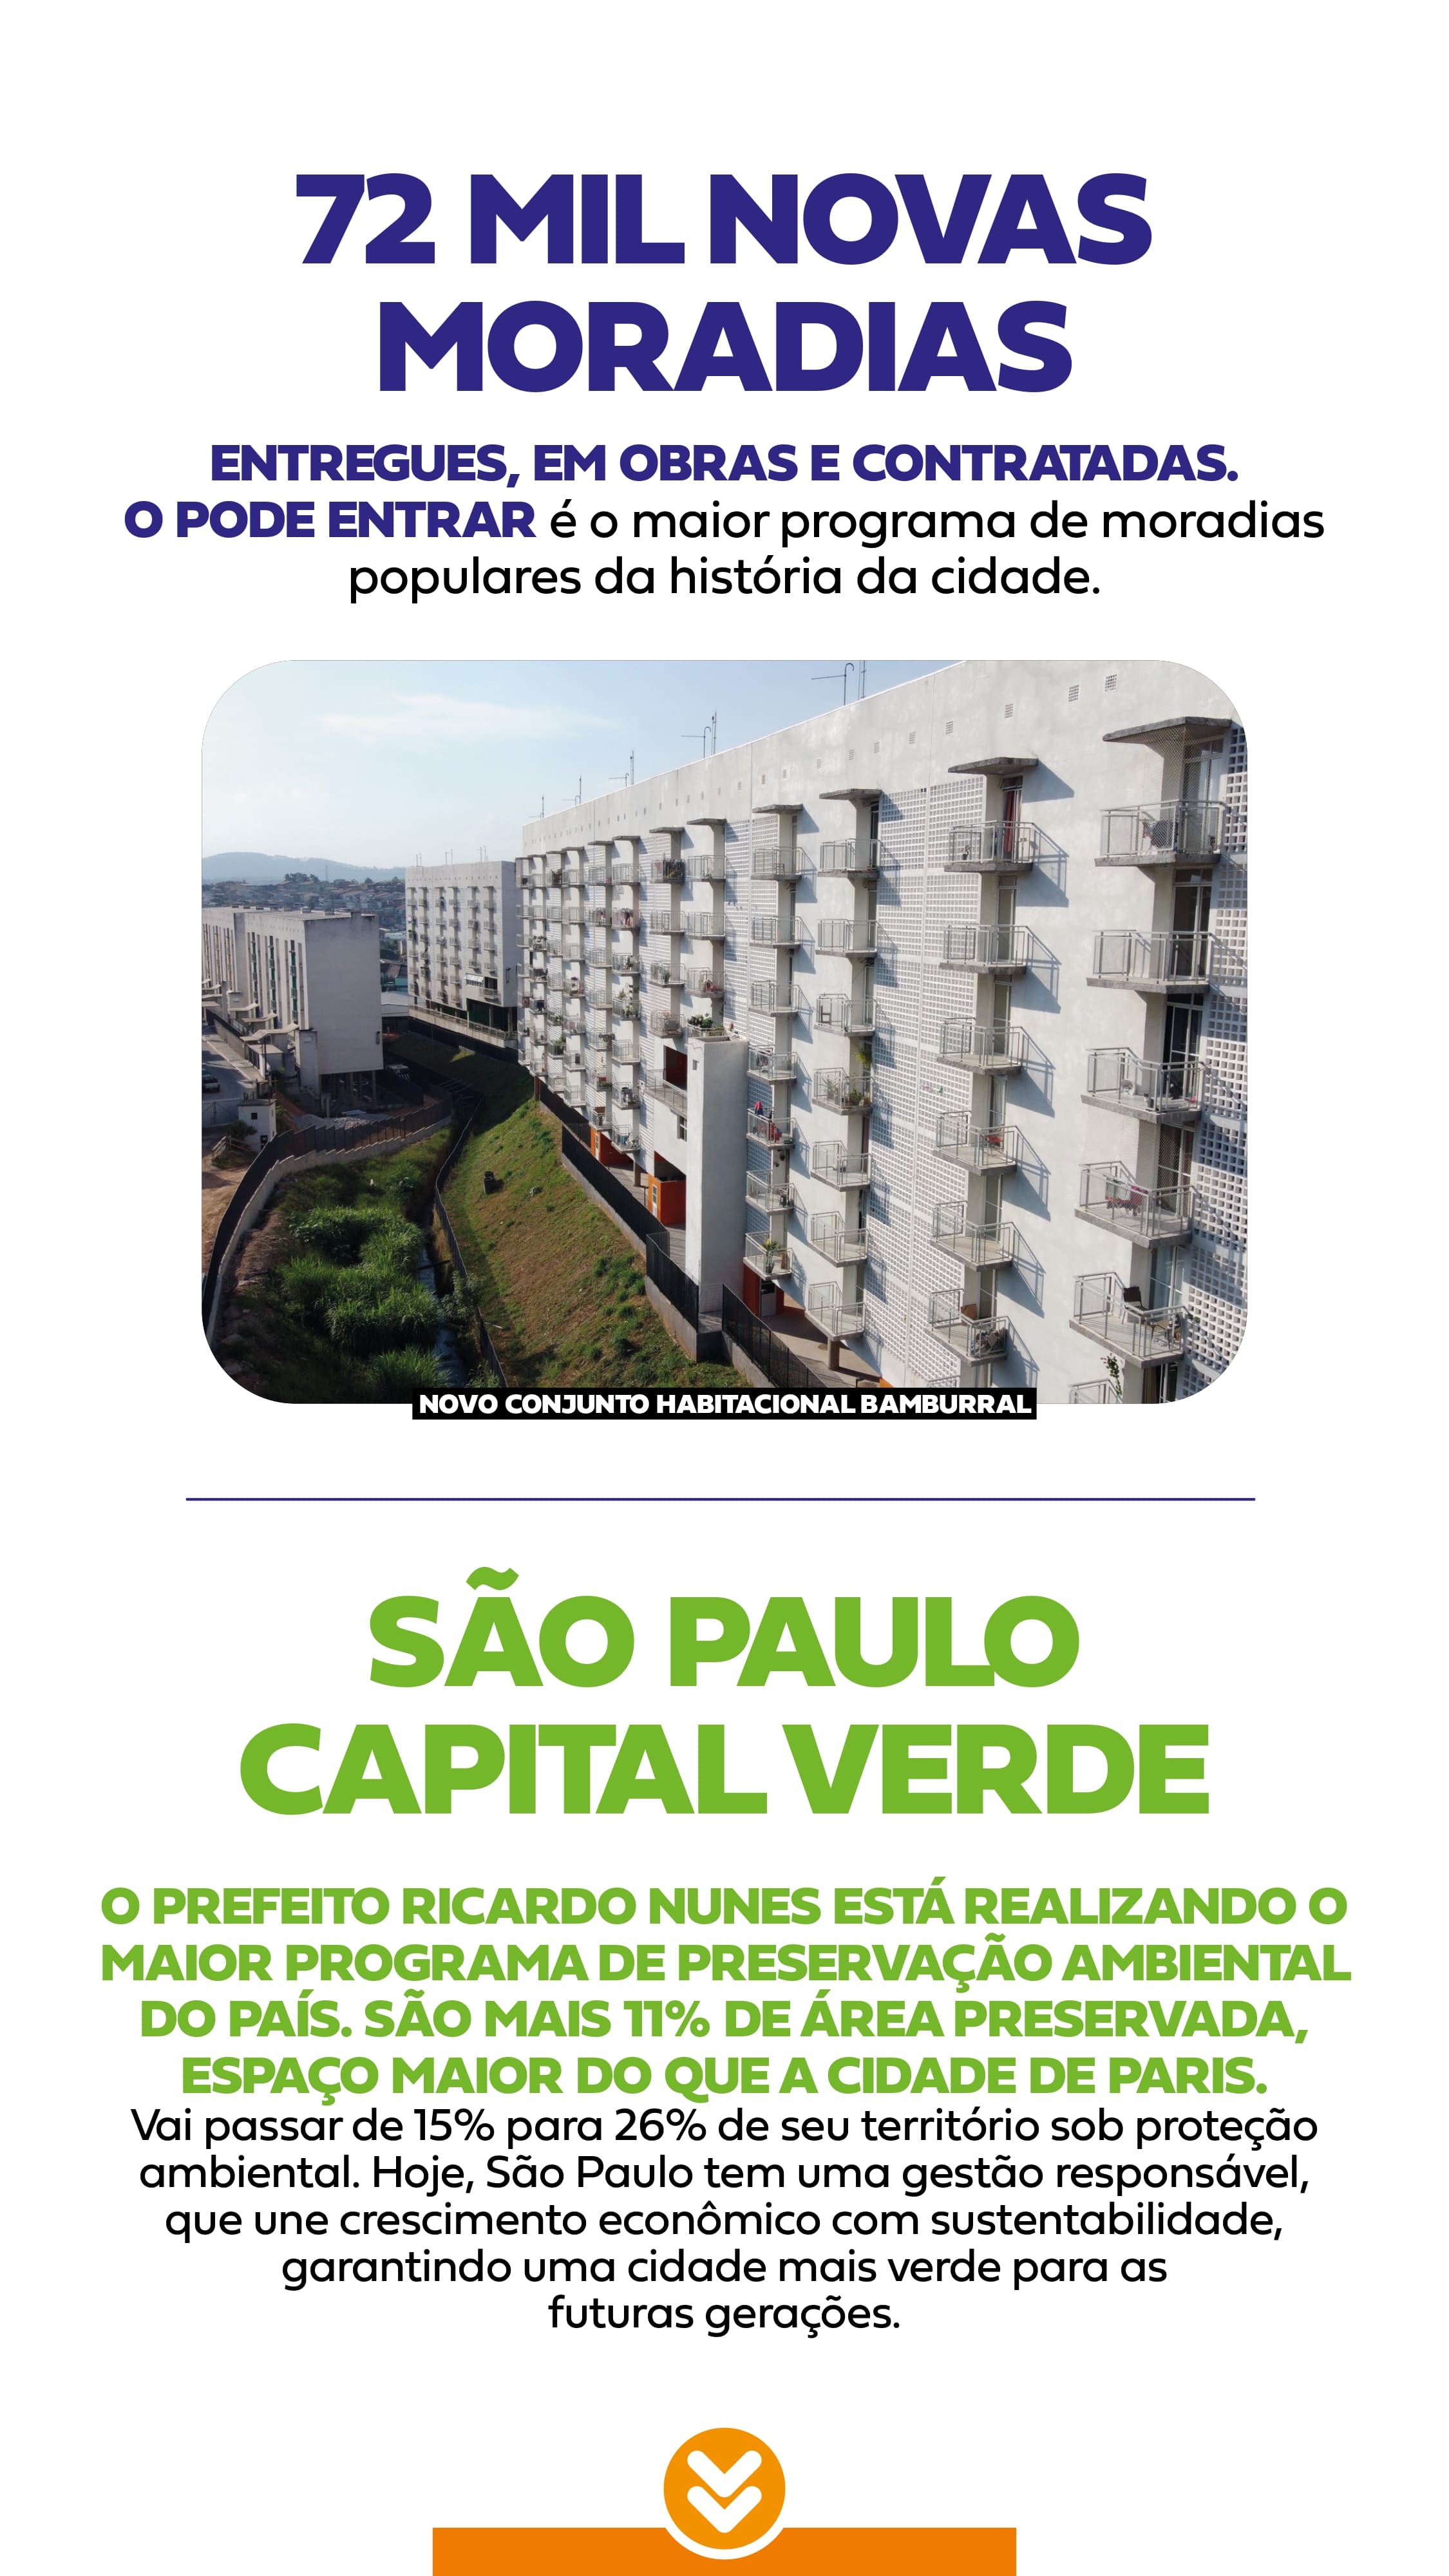 72 MIL NOVAS
MORADIAS
ENTREGUES, EM OBRAS E CONTRATADAS.
O PODE ENTRAR é o maior programa de moradias
populares da história da cidade.
NOVO CONJUNTO HABITACIONAL BAMBURRAL
SÃO PAULO
CAPITAL VERDE
O PREFEITO RICARDO NUNES ESTÁ REALIZANDO O
MAIOR PROGRAMA DE PRESERVAÇÃO AMBIENTAL
DO PAÍS. SÃO MAIS 11% DE ÁREA PRESERVADA,
ESPAÇO MAIOR DO QUE A CIDADE DE PARIS.
Vai passar de 15% para 26% de seu território sob proteção
ambiental. Hoje, São Paulo tem uma gestão responsável,
que une crescimento econômico com sustentabilidade,
garantindo uma cidade mais verde para as
futuras gerações.